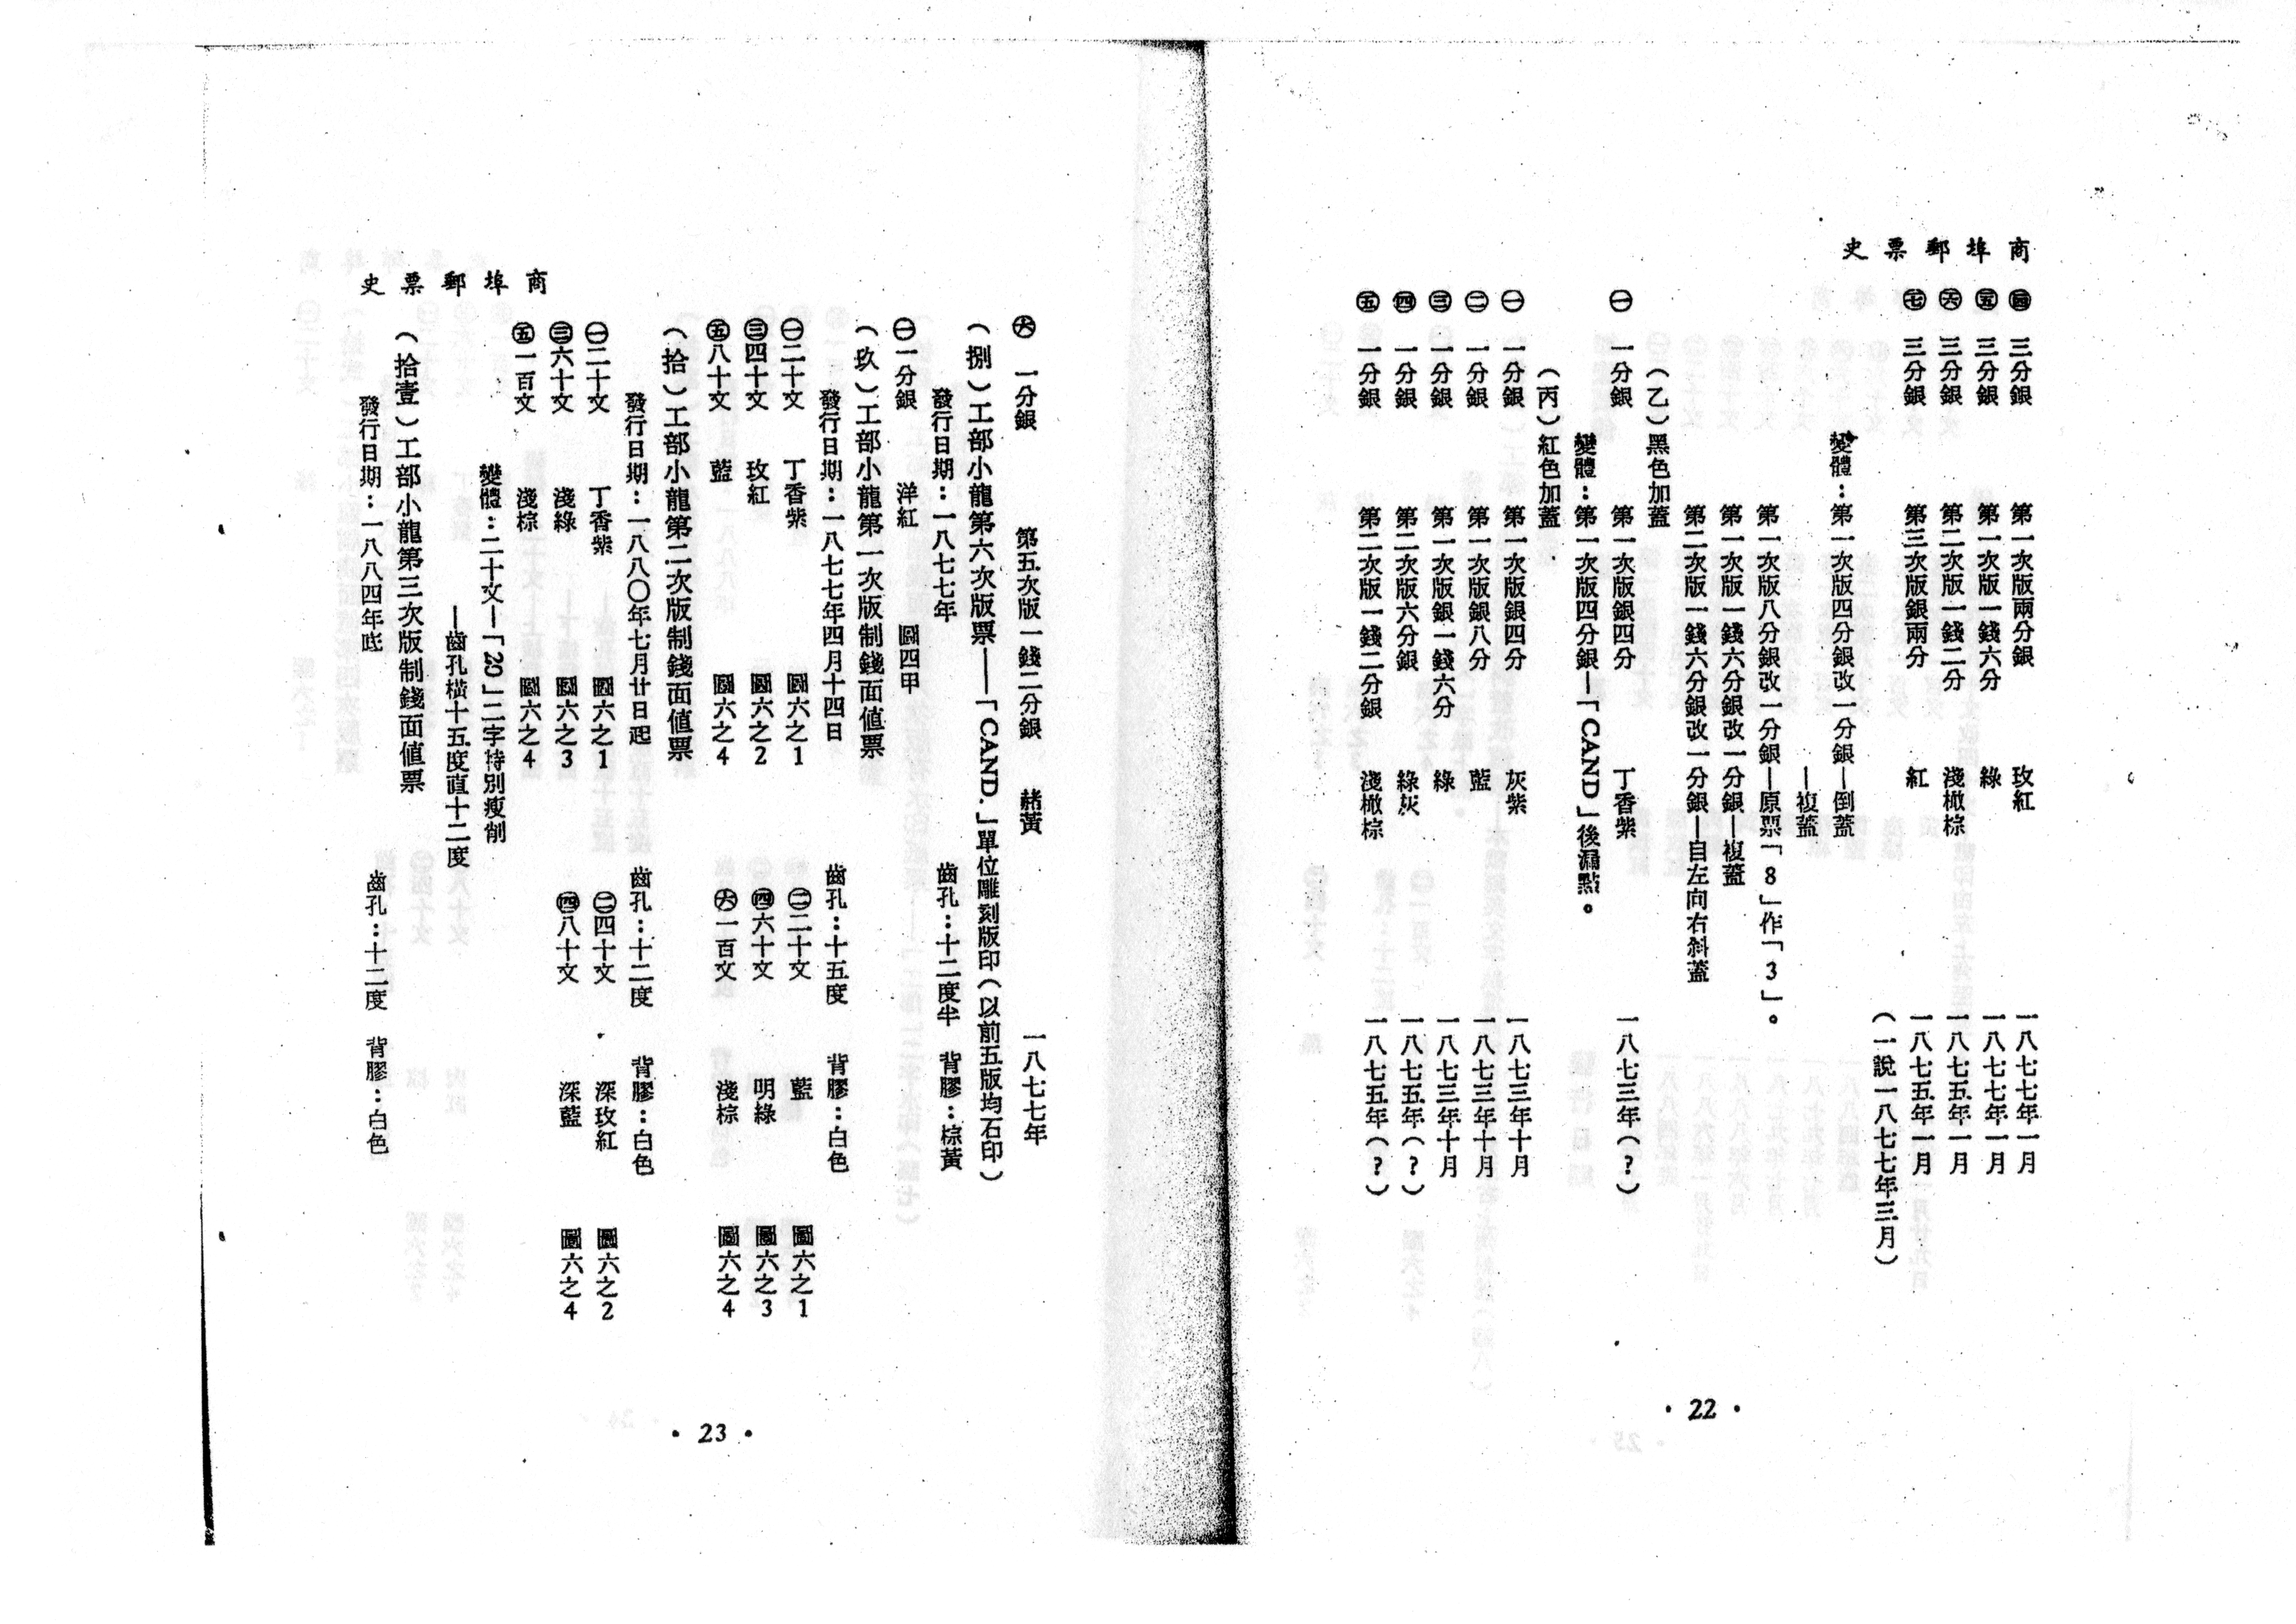 商埠郵票史
㊃ 三分銀 第一次版兩分銀 玫紅 一八七七年一月
㊄ 三分銀 第一次版一錢六分 綠 一八七七年一月
㊅ 三分銀 第二次版一錢二分 淺橄棕 一八七五年一月
㊆ 三分銀 第三次版銀兩分 紅 一八七五年一月
(一說一八七七年三月)
變體:第一次版四分銀改一分銀—倒蓋
—複蓋
第一次版八分銀改一分銀—原票「8」作「3」。
第一次版一錢六分銀改一分銀—複蓋
第二次版一錢六分銀改一分銀—自左向右斜蓋
(乙)黑色加蓋
㊀ 一分銀 第一次版銀四分 丁香紫 一八七三年(?)
變體:第一次版四分銀—「CAND」後漏點。
(丙)紅色加蓋
㊀ 一分銀 第一次版銀四分 灰紫 一八七三年十月
㊁ 一分銀 第一次版銀八分 藍 一八七三年十月
㊂ 一分銀 第一次版銀一錢六分 綠 一八七三年十月
㊃ 一分銀 第二次版六分銀 綠灰 一八七五年(?)
㊄ 一分銀 第二次版一錢二分銀 淺橄棕 一八七五年(?)
• 22 •
㊅ 一分銀 第五次版一錢二分銀 赭黃 一八七七年
(捌)工部小龍第六次版票——「CAND.」單位雕刻版印(以前五版均石印)
發行日期:一八七七年 齒孔:十二度半 背膠:棕黃
㊀一分銀 洋紅 圖四甲
(玖)工部小龍第一次版制錢面值票
發行日期:一八七七年四月十四日 齒孔:十五度 背膠:白色
㊀二十文 丁香紫 圖六之1 ㊁二十文 藍 圖六之1
㊂四十文 玫紅 圖六之2 ㊃六十文 明綠 圖六之3
㊄八十文 藍 圖六之4 ㊅一百文 淺棕 圖六之4
(拾)工部小龍第二次版制錢面值票
發行日期:一八八〇年七月廿日起 齒孔:十二度 背膠:白色
㊀二十文 丁香紫 圖六之1 ㊁四十文 深玫紅 圖六之2
㊂六十文 淺綠 圖六之3 ㊃八十文 深藍 圖六之4
㊄一百文 淺棕 圖六之4
變體:二十文—「20」二字特別瘦削
—齒孔橫十五度直十二度
(拾壹)工部小龍第三次版制錢面值票
發行日期:一八八四年底 齒孔:十二度 背膠:白色
商埠郵票史
• 23 •